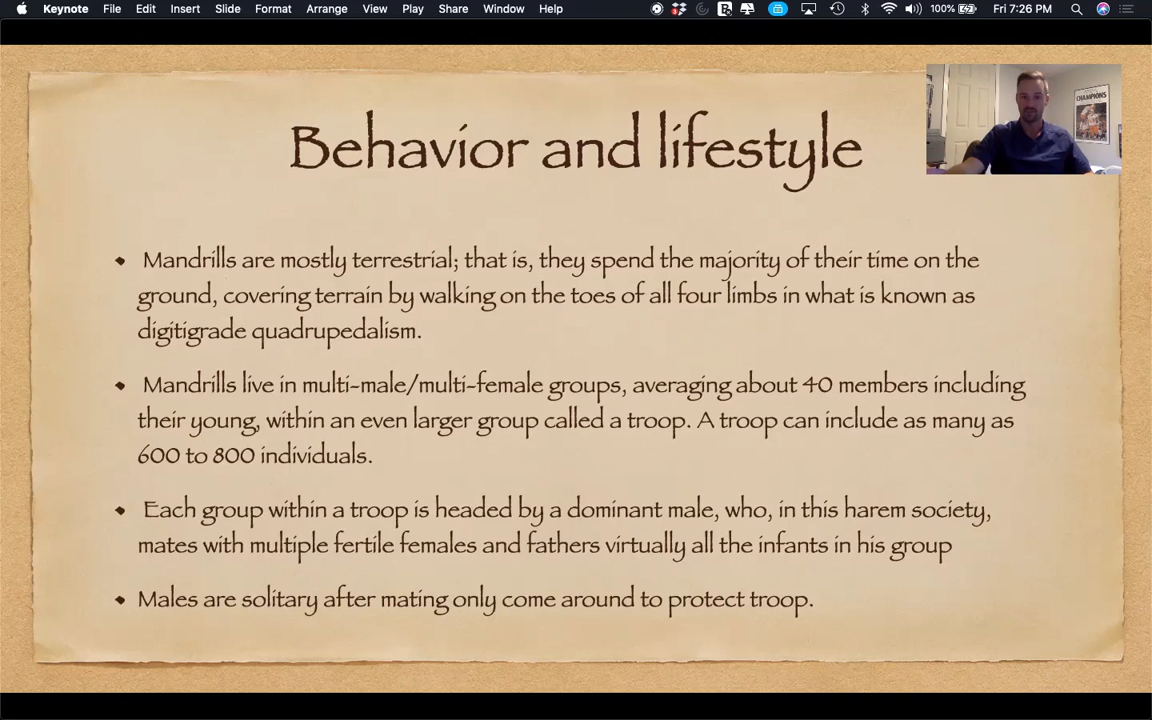 Keynote File Edit Insert Slide Format Arrange View Play Share Window Help 100% Fri 7:26 PM
CHAMPIONS
Behavior and lifestyle
• Mandrills are mostly terrestrial; that is, they spend the majority of their time on the
ground, covering terrain by walking on the toes of all four limbs in what is known as
digitigrade quadrupedalism.
• Mandrills live in multi-male/multi-female groups, averaging about 40 members including
their young, within an even larger group called a troop. A troop can include as many as
600 to 800 individuals.
• Each group within a troop is headed by a dominant male, who, in this harem society,
mates with multiple fertile females and fathers virtually all the infants in his group
• Males are solitary after mating only come around to protect troop.